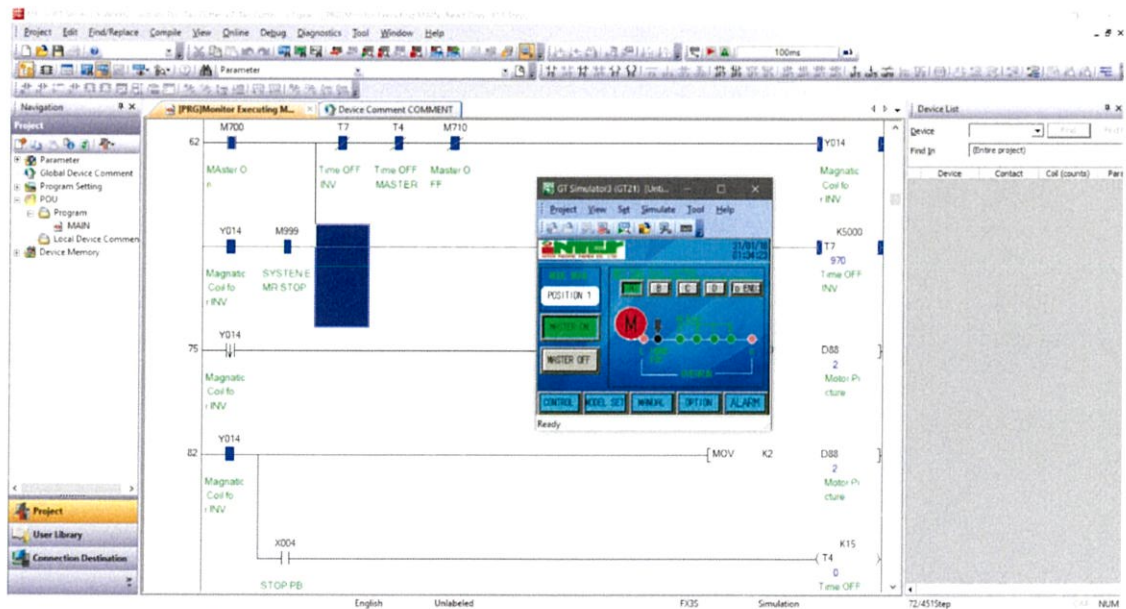 Project Edit Find/Replace Compile View Online Debug Diagnostics Tool Window Help
100ms
Parameter
Navigation
[PRG]Monitor Executing M...
Device Comment COMMENT
Device List
Project
Parameter
Global Device Comment
Program Setting
POU
Program
MAIN
Local Device Commen
Device Memory
Device
Find In (Entire project)
Device Contact Coil (counts) Para
M700 T7 T4 M710
62 Y014
MAster O
n
Time OFF
INV
Time OFF
MASTER
Master O
FF
Magnatic
Coil fo
r INV
Y014 M999 K5000
T7
970
Magnatic
Coil fo
r INV
SYSTEN E
MR STOP
Time OFF
INV
Y014
75 D88
2
Magnatic
Coil fo
r INV
Motor Pi
cture
Y014
82 MOV K2 D88
2
Magnatic
Coil fo
r INV
Motor Pi
cture
X004 K15
T4
0
STOP PB Time OFF
GT Simulator3 (GT21) [Unti...
Project View Set Simulate Tool Help
INTER
POSITION 1
B C D
MASTER ON
M
MASTER OFF
CONTROL MODEL SET MANUAL OPTION ALARM
Ready
Project
User Library
Connection Destination
English Unlabeled FX3S Simulation 72/451Step NUM